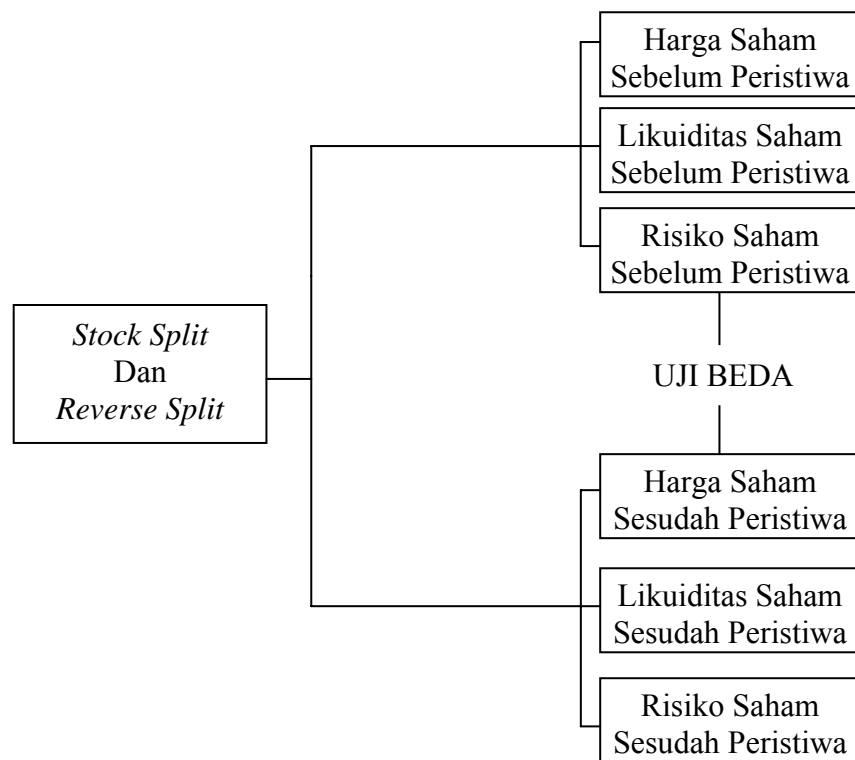 Harga Saham
Sebelum Peristiwa
Likuiditas Saham
Sebelum Peristiwa
Risiko Saham
Sebelum Peristiwa
Stock Split
Dan
Reverse Split
UJI BEDA
Harga Saham
Sesudah Peristiwa
Likuiditas Saham
Sesudah Peristiwa
Risiko Saham
Sesudah Peristiwa